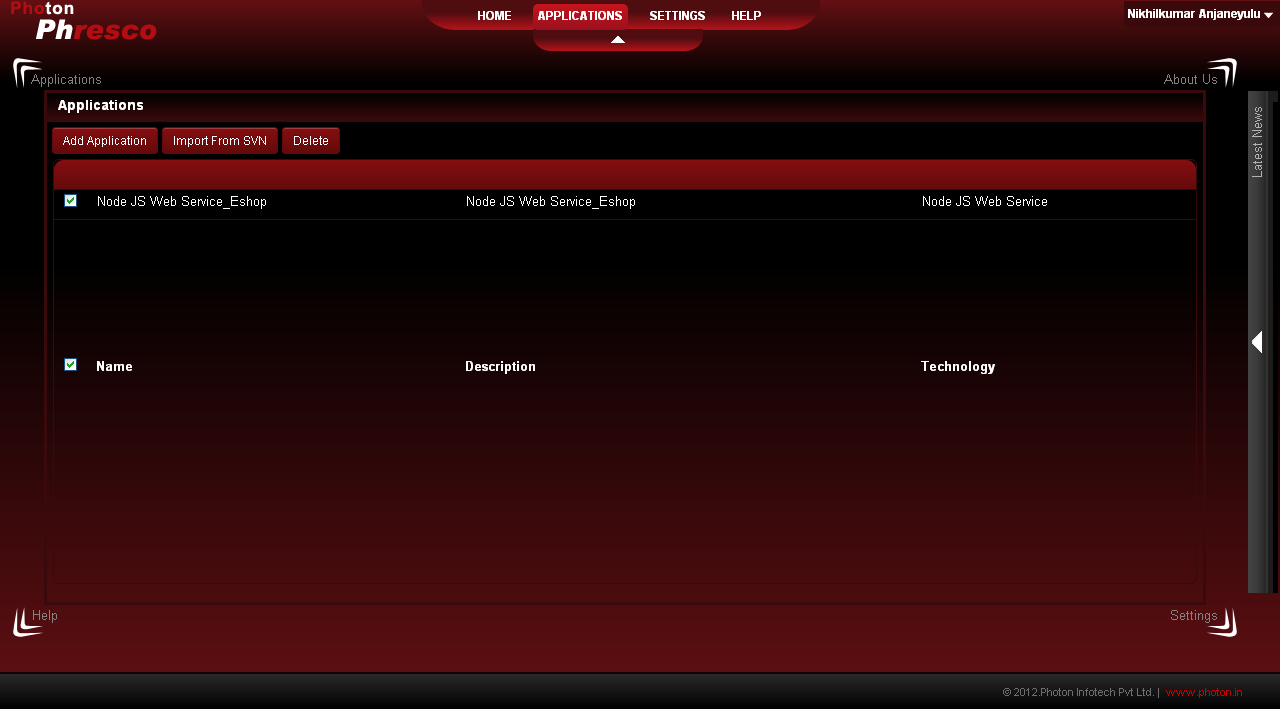 Photon
Phresco
HOME APPLICATIONS SETTINGS HELP
Nikhilkumar Anjaneyulu
Applications
About Us
Applications
Add Application Import From SVN Delete
Latest News
Node JS Web Service_Eshop Node JS Web Service_Eshop Node JS Web Service
Name Description Technology
Help
Settings
© 2012.Photon Infotech Pvt Ltd. | www.photon.in